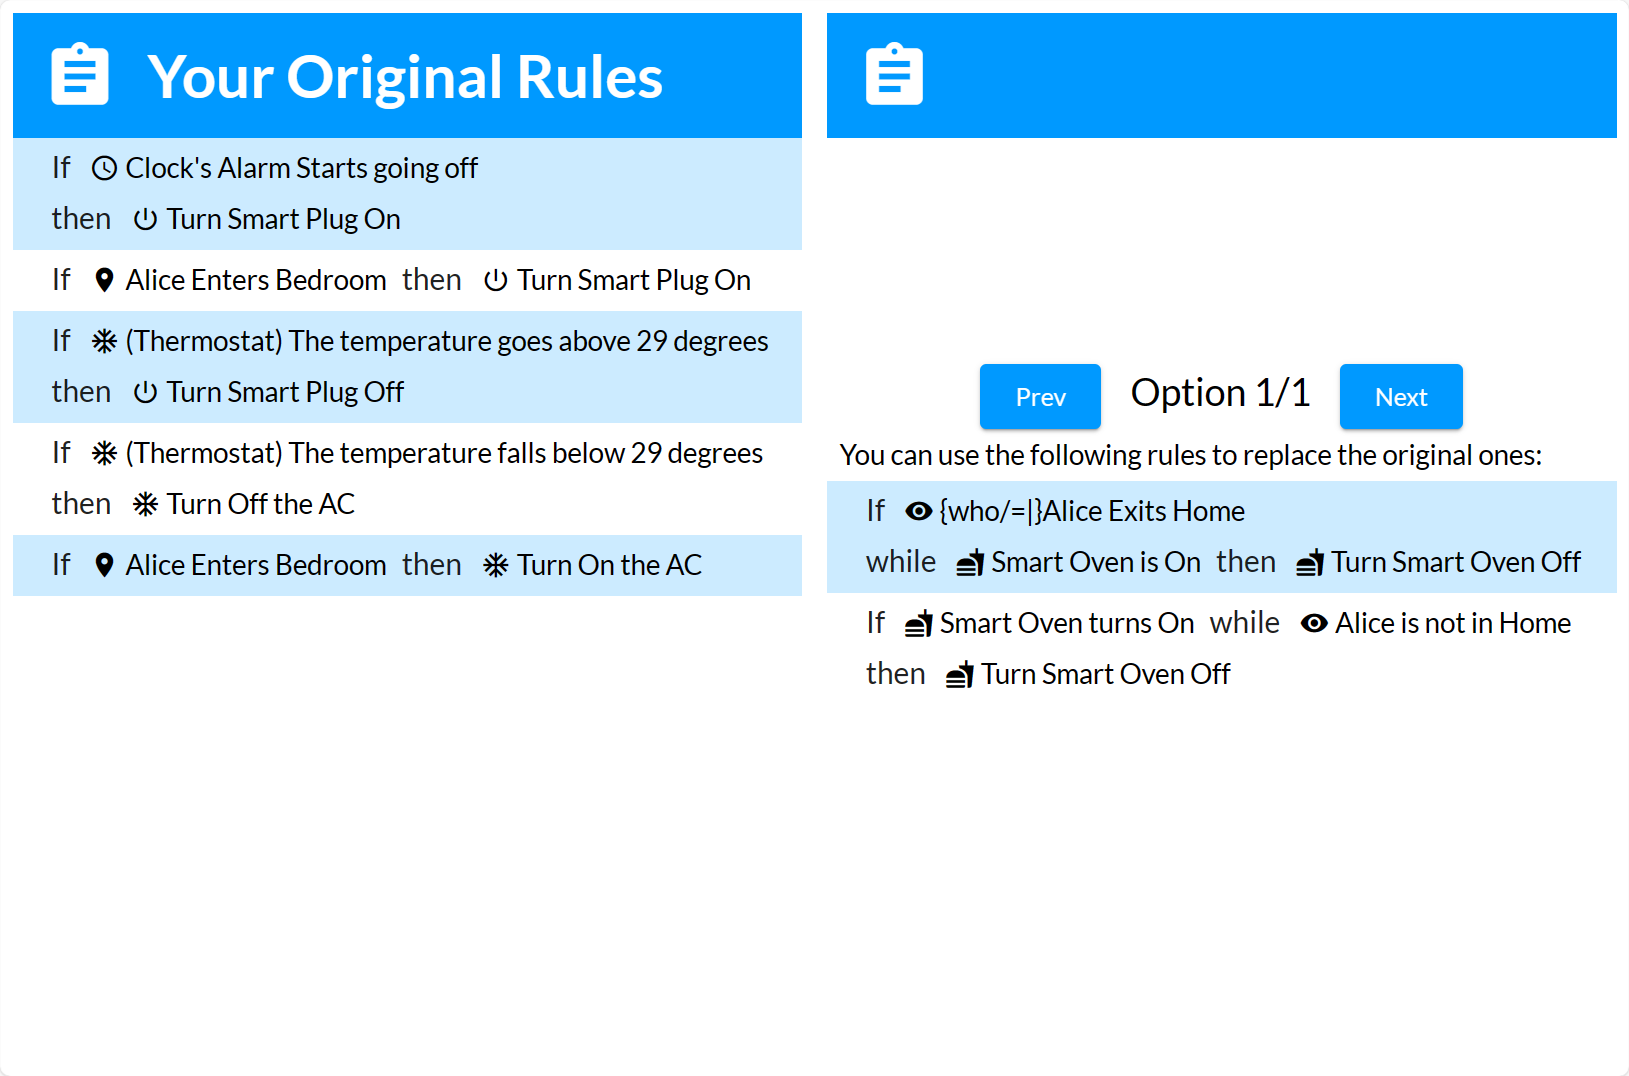 Your Original Rules
If Clock's Alarm Starts going off
then Turn Smart Plug On
If Alice Enters Bedroom then Turn Smart Plug On
If (Thermostat) The temperature goes above 29 degrees
then Turn Smart Plug Off
If (Thermostat) The temperature falls below 29 degrees
then Turn Off the AC
If Alice Enters Bedroom then Turn On the AC
Prev Option 1/1 Next
You can use the following rules to replace the original ones:
If {who/=|}Alice Exits Home
while Smart Oven is On then Turn Smart Oven Off
If Smart Oven turns On while Alice is not in Home
then Turn Smart Oven Off